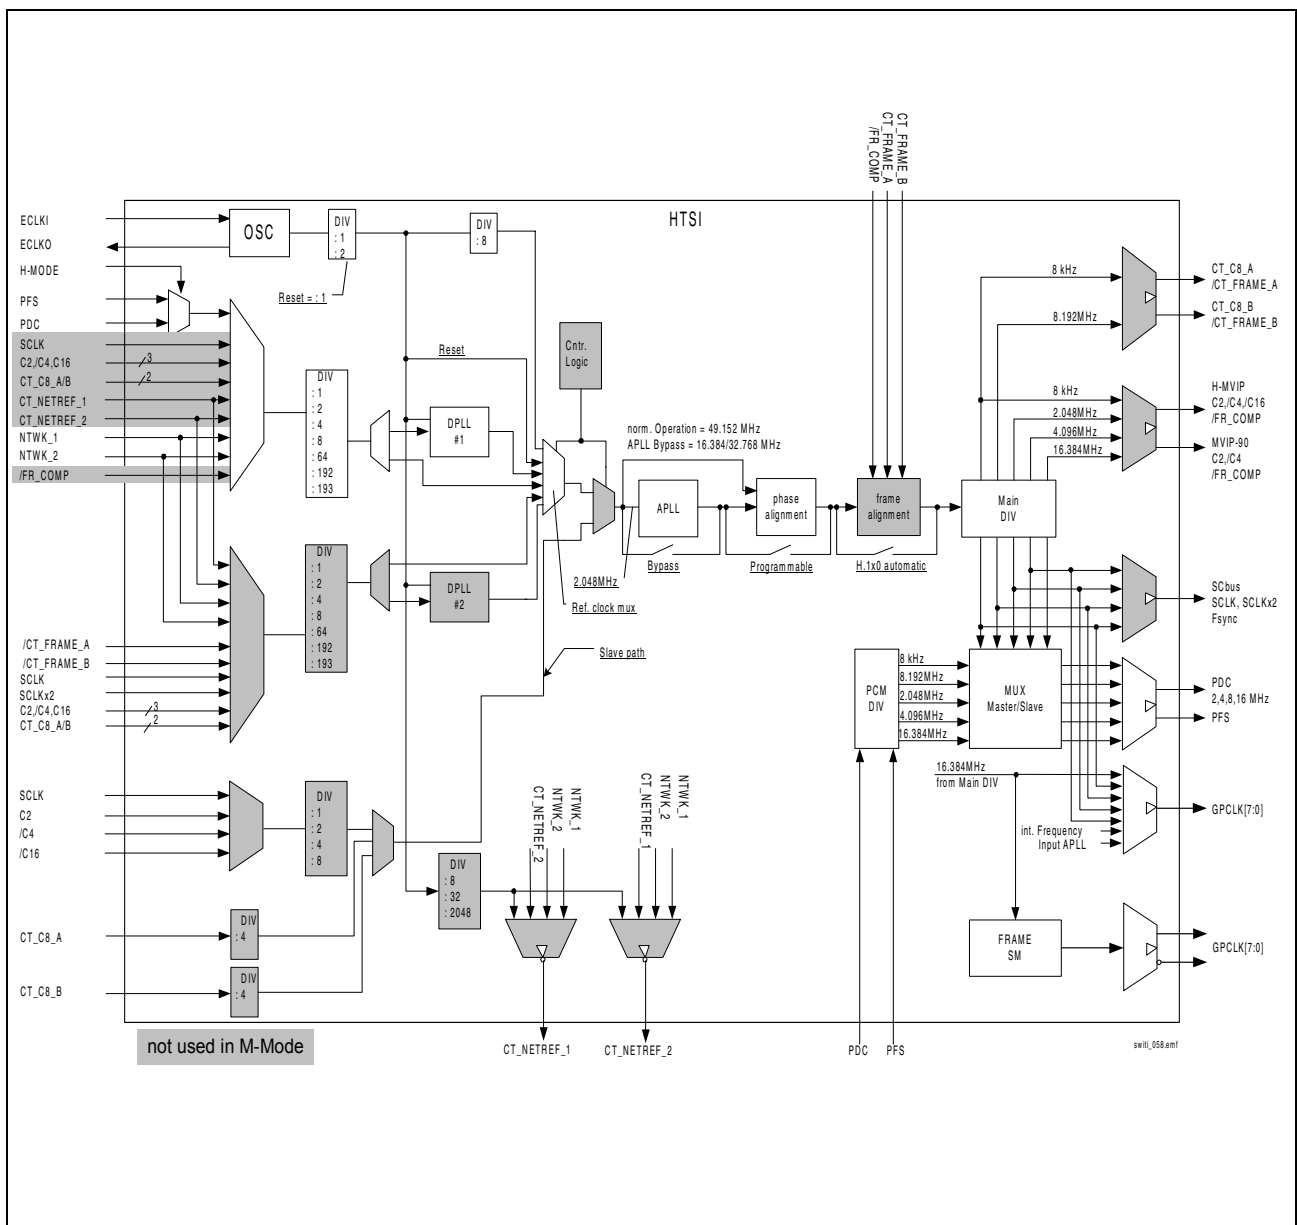 CT_FRAME_B
CT_FRAME_A
/FR_COMP
HTSI
ECLKI
ECLKO
H-MODE
PFS
PDC
SCLK
C2,/C4,C16
CT_C8_A/B
CT_NETREF_1
CT_NETREF_2
NTWK_1
NTWK_2
/FR_COMP
3
2
OSC
DIV
: 1
: 2
Reset = : 1
DIV
: 8
Reset
Cntr.
Logic
DIV
: 1
: 2
: 4
: 8
: 64
: 192
: 193
DPLL
#1
norm. Operation = 49.152 MHz
APLL Bypass = 16.384/32.768 MHz
APLL
Bypass
phase
alignment
Programmable
frame
alignment
H.1x0 automatic
Main
DIV
8 kHz
8.192MHz
CT_C8_A
/CT_FRAME_A
CT_C8_B
/CT_FRAME_B
8 kHz
2.048MHz
4.096MHz
16.384MHz
H-MVIP
C2,/C4,/C16
/FR_COMP
MVIP-90
C2,/C4
/FR_COMP
DIV
: 1
: 2
: 4
: 8
: 64
: 192
: 193
DPLL
#2
2.048MHz
Ref. clock mux
Slave path
SCbus
SCLK, SCLKx2
Fsync
/CT_FRAME_A
/CT_FRAME_B
SCLK
SCLKx2
C2,/C4,C16
CT_C8_A/B
3
2
PCM
DIV
8 kHz
8.192MHz
2.048MHz
4.096MHz
16.384MHz
MUX
Master/Slave
PDC
2,4,8,16 MHz
PFS
SCLK
C2
/C4
/C16
DIV
: 1
: 2
: 4
: 8
NTWK_1
NTWK_2
CT_NETREF_2
NTWK_1
NTWK_2
CT_NETREF_1
16.384MHz
from Main DIV
int. Frequency
Input APLL
GPCLK[7:0]
DIV
: 8
: 32
: 2048
CT_C8_A
DIV
: 4
CT_C8_B
DIV
: 4
FRAME
SM
GPCLK[7:0]
not used in M-Mode
CT_NETREF_1
CT_NETREF_2
PDC
PFS
switi_058.emf